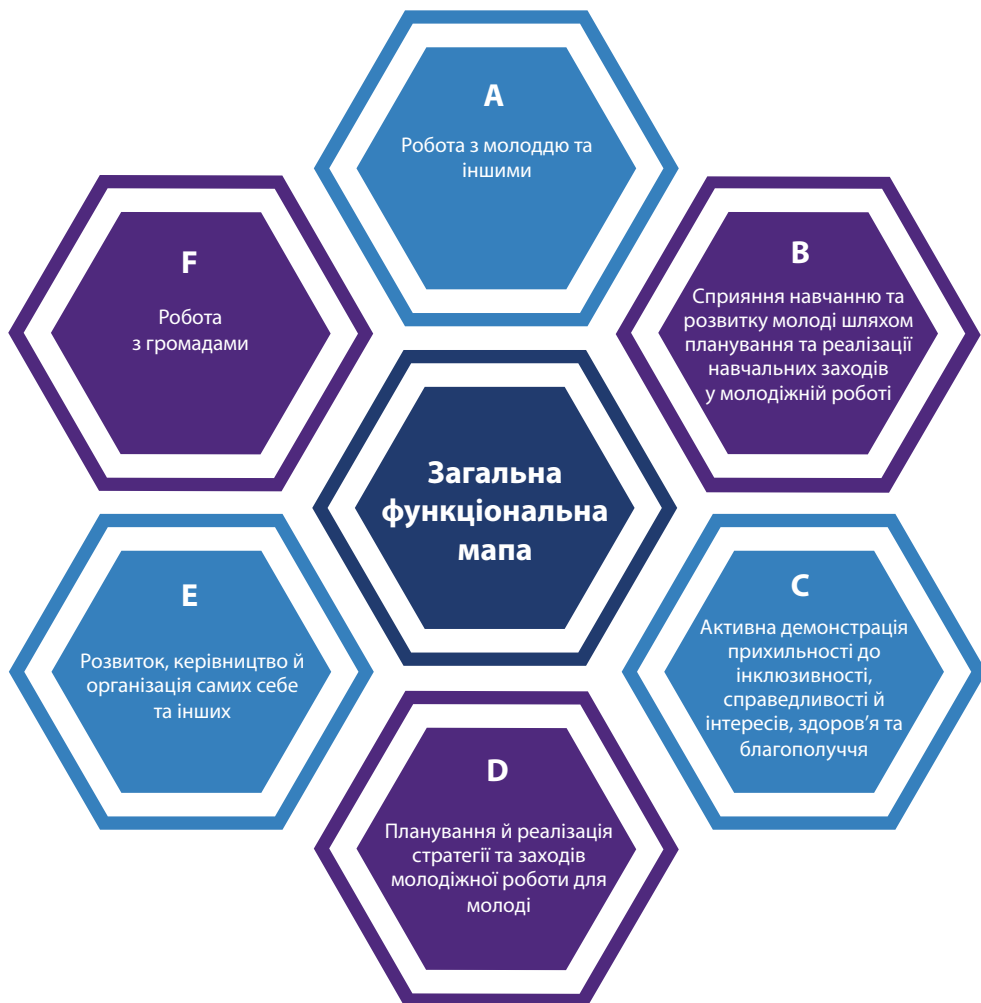 A
Робота з молоддю та
іншими
B
Сприяння навчанню та
розвитку молоді шляхом
планування та реалізації
навчальних заходів
у молодіжній роботі
C
Активна демонстрація
прихильності до
інклюзивності,
справедливості й
інтересів, здоров’я та
благополуччя
D
Планування й реалізація
стратегії та заходів
молодіжної роботи для
молоді
E
Розвиток, керівництво й
організація самих себе
та інших
F
Робота
з громадами
Загальна
функціональна
мапа